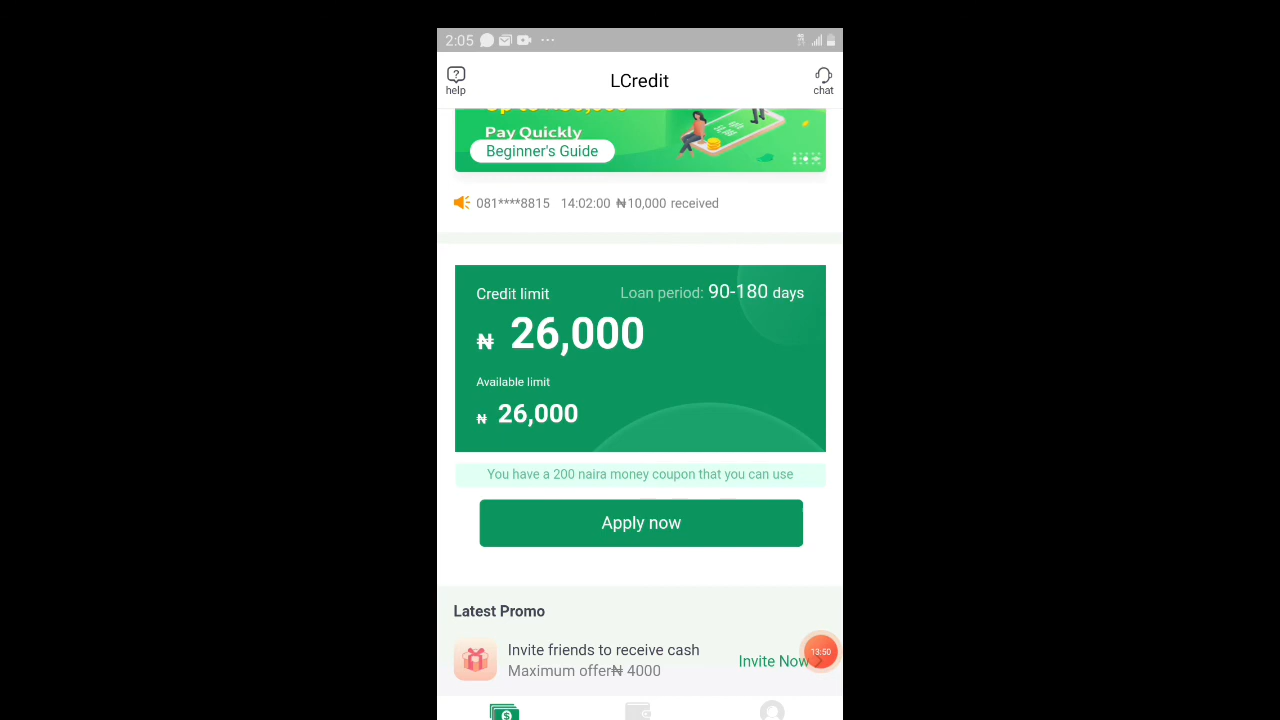 2:05
LCredit
help
chat
Pay Quickly
Beginner's Guide
081****8815 14:02:00 ₦10,000 received
Credit limit
Loan period: 90-180 days
₦ 26,000
Available limit
₦ 26,000
You have a 200 naira money coupon that you can use
Apply now
Latest Promo
Invite friends to receive cash
Maximum offer₦ 4000
Invite Now
13:50